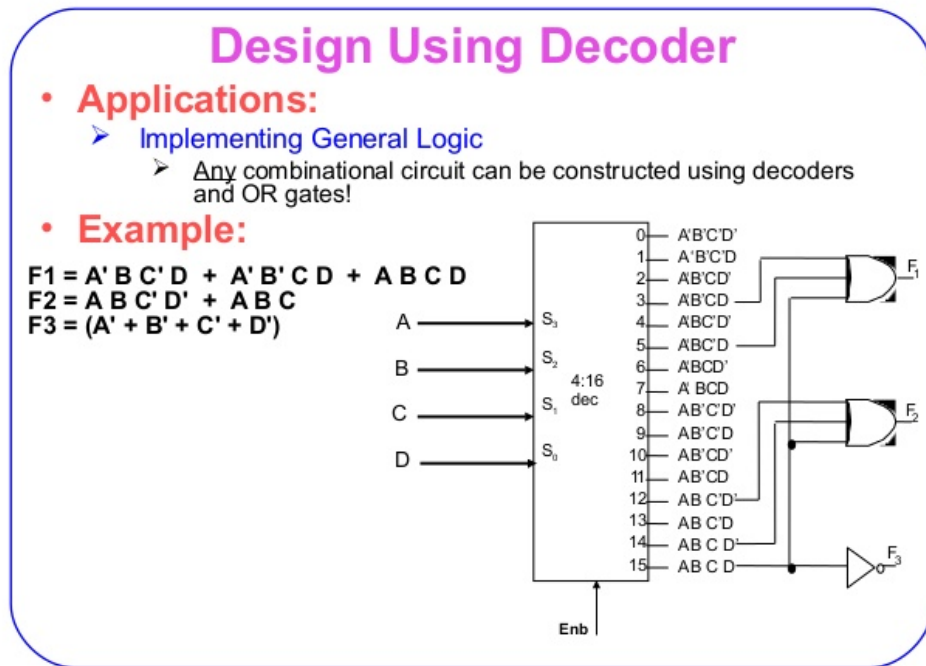 Design Using Decoder
• Applications:
➢ Implementing General Logic
➢ Any combinational circuit can be constructed using decoders
and OR gates!
• Example:
F1 = A' B C' D + A' B' C D + A B C D
F2 = A B C' D' + A B C
F3 = (A' + B' + C' + D')
A
B
C
D
S3
S2
S1
S0
4:16
dec
Enb
0 A'B'C'D'
1 A'B'C'D
2 A'B'CD'
3 A'B'CD
4 A'BC'D'
5 A'BC'D
6 A'BCD'
7 A' BCD
8 AB'C'D'
9 AB'C'D
10 AB'CD'
11 AB'CD
12 AB C'D'
13 AB C'D
14 AB C D'
15 AB C D
F1
F2
F3